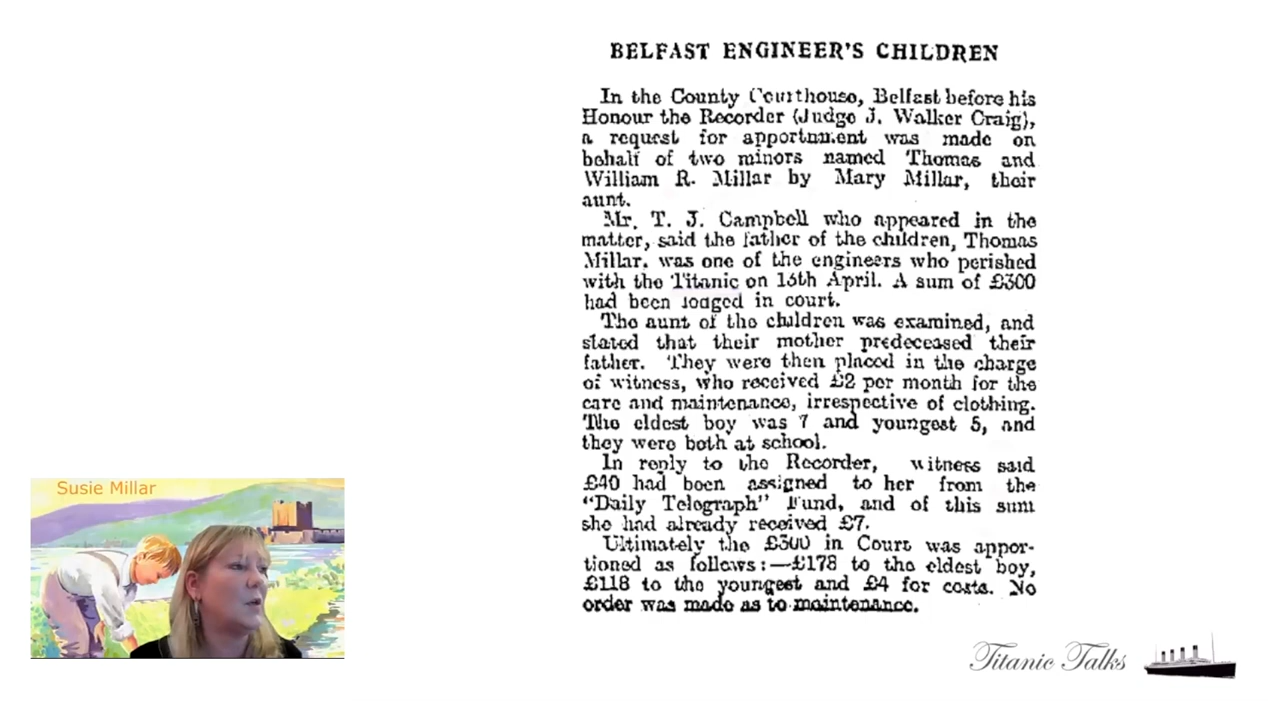 BELFAST ENGINEER'S CHILDREN
In the County Courthouse, Belfast before his
Honour the Recorder (Judge J. Walker Craig),
a request for apportnment was made on
behalf of two minors named Thomas and
William R. Millar by Mary Millar, their
aunt.
Mr. T. J. Campbell who appeared in the
matter, said the father of the children, Thomas
Millar. was one of the engineers who perished
with the Titanic on 15th April. A sum of £300
had been lodged in court.
The aunt of the children was examined, and
stated that their mother predeceased their
father. They were then placed in the charge
of witness, who received £2 per month for the
care and maintenance, irrespective of clothing.
The eldest boy was 7 and youngest 5, and
they were both at school.
In reply to the Recorder, witness said
£40 had been assigned to her from the
"Daily Telegraph" Fund, and of this sum
she had already received £7.
Ultimately the £300 in Court was appor-
tioned as follows:—£178 to the eldest boy,
£118 to the youngest and £4 for costs. No
order was made as to maintenance.
Susie Millar
Titanic Talks